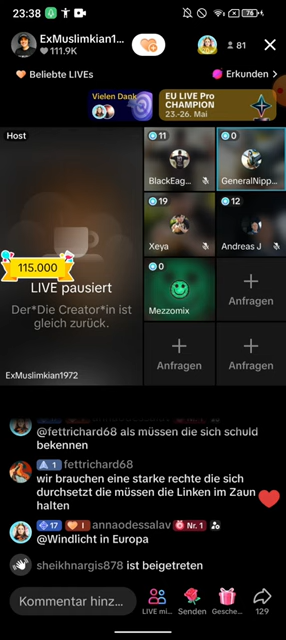 23:38
76
ExMuslimkian1...
111.9K
81
Beliebte LIVEs
Erkunden
Vielen Dank
EU LIVE Pro
CHAMPION
23.-26. Mai
Host
115.000
LIVE pausiert
Der*Die Creator*in ist
gleich zurück.
ExMuslimkian1972
11
BlackEag...
0
GeneralNipp...
19
Xeya
12
Andreas J
0
Mezzomix
Anfragen
Anfragen
Anfragen
@fettrichard68 als müssen die sich schuld
bekennen
1 fettrichard68
wir brauchen eine starke rechte die sich
durchsetzt die müssen die Linken im Zaun
halten
17 I annaodessalav Nr. 1
@Windlicht in Europa
sheikhnargis878 ist beigetreten
Kommentar hinz...
LIVE mi...
Senden
Gesche...
129